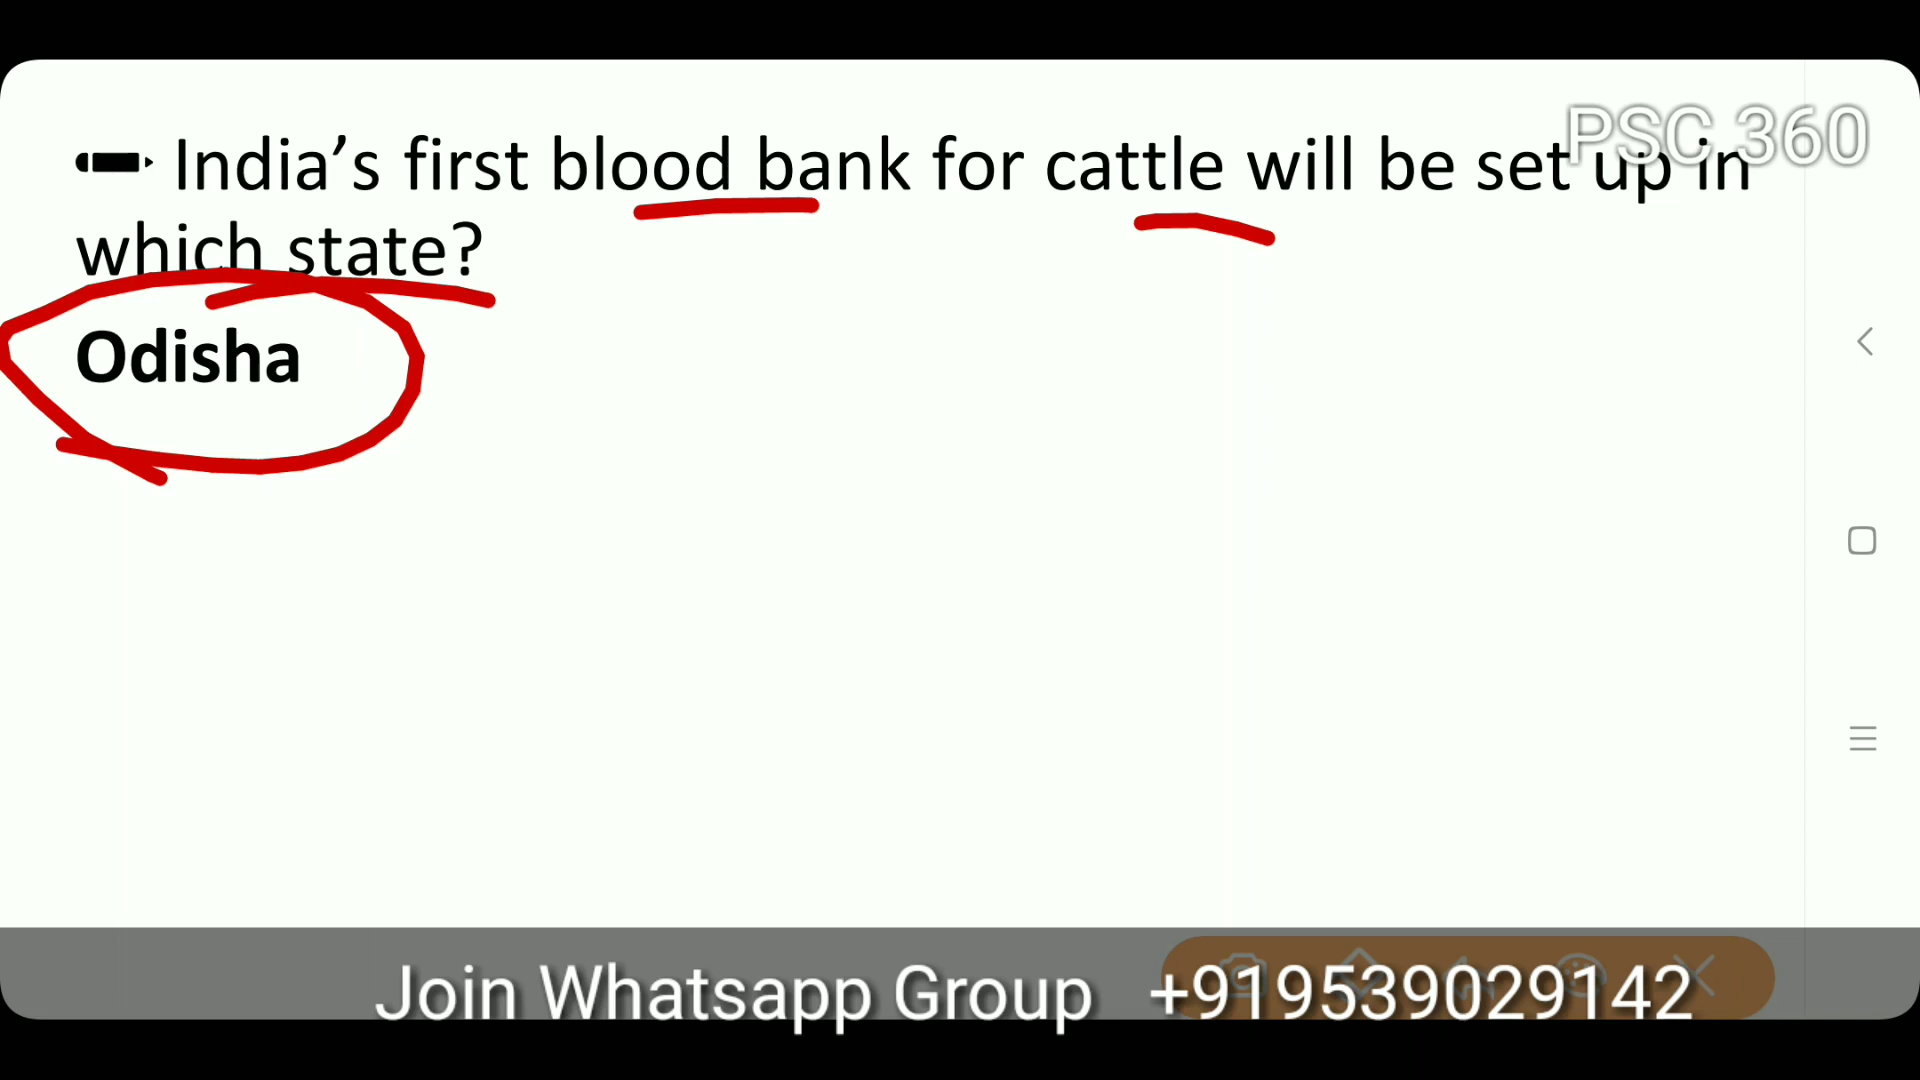 PSC 360
India’s first blood bank for cattle will be set up in
which state?
Odisha
Join Whatsapp Group +919539029142